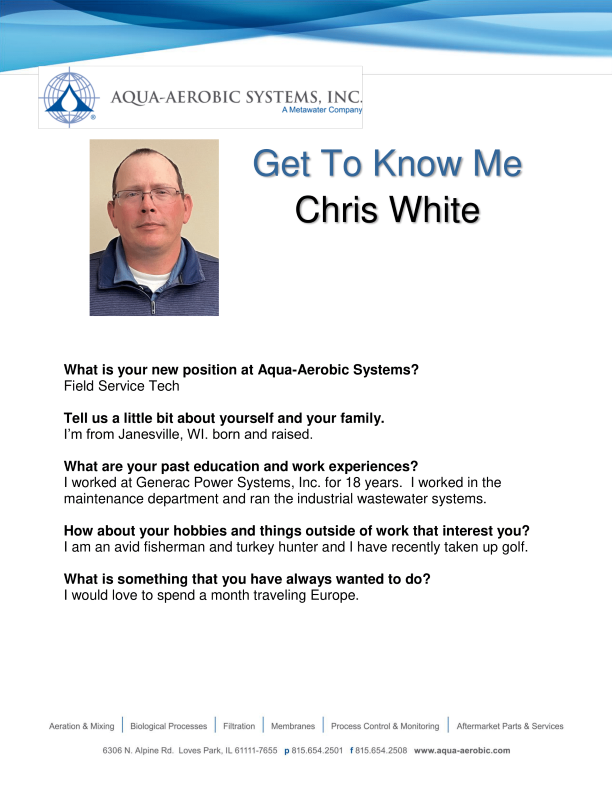 AQUA-AEROBIC SYSTEMS, INC.
A Metawater Company
®
Get To Know Me
Chris White
What is your new position at Aqua-Aerobic Systems?
Field Service Tech
Tell us a little bit about yourself and your family.
I'm from Janesville, WI. born and raised.
What are your past education and work experiences?
I worked at Generac Power Systems, Inc. for 18 years.  I worked in the
maintenance department and ran the industrial wastewater systems.
How about your hobbies and things outside of work that interest you?
I am an avid fisherman and turkey hunter and I have recently taken up golf.
What is something that you have always wanted to do?
I would love to spend a month traveling Europe.
Aeration & Mixing | Biological Processes | Filtration | Membranes | Process Control & Monitoring | Aftermarket Parts & Services
6306 N. Alpine Rd.  Loves Park, IL 61111-7655  p 815.654.2501  f 815.654.2508  www.aqua-aerobic.com